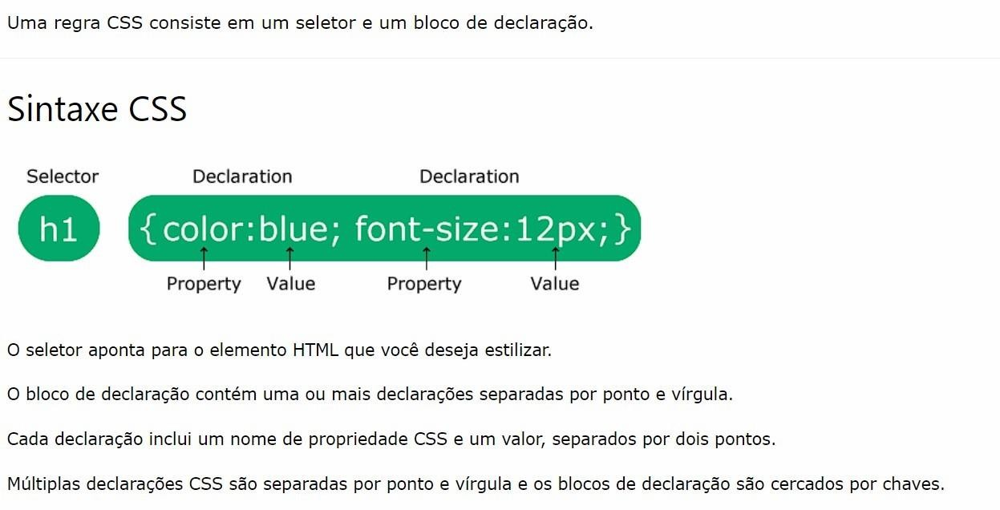 Uma regra CSS consiste em um seletor e um bloco de declaração.
Sintaxe CSS
Selector Declaration Declaration
h1 {color:blue; font-size:12px;}
Property Value Property Value
O seletor aponta para o elemento HTML que você deseja estilizar.
O bloco de declaração contém uma ou mais declarações separadas por ponto e vírgula.
Cada declaração inclui um nome de propriedade CSS e um valor, separados por dois pontos.
Múltiplas declarações CSS são separadas por ponto e vírgula e os blocos de declaração são cercados por chaves.